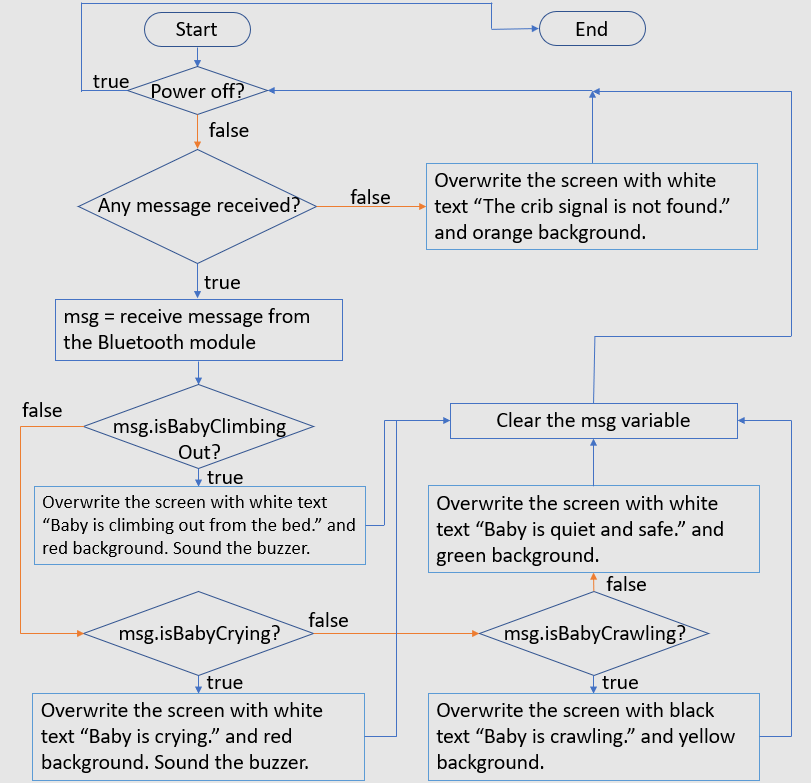 Start
End
true
Power off?
false
Any message received?
false
Overwrite the screen with white
text “The crib signal is not found.”
and orange background.
true
msg = receive message from
the Bluetooth module
false
msg.isBabyClimbing
Out?
Clear the msg variable
true
Overwrite the screen with white text
“Baby is climbing out from the bed.” and
red background. Sound the buzzer.
Overwrite the screen with white
text “Baby is quiet and safe.” and
green background.
false
msg.isBabyCrying?
false
msg.isBabyCrawling?
true
true
Overwrite the screen with white
text “Baby is crying.” and red
background. Sound the buzzer.
Overwrite the screen with black
text “Baby is crawling.” and yellow
background.